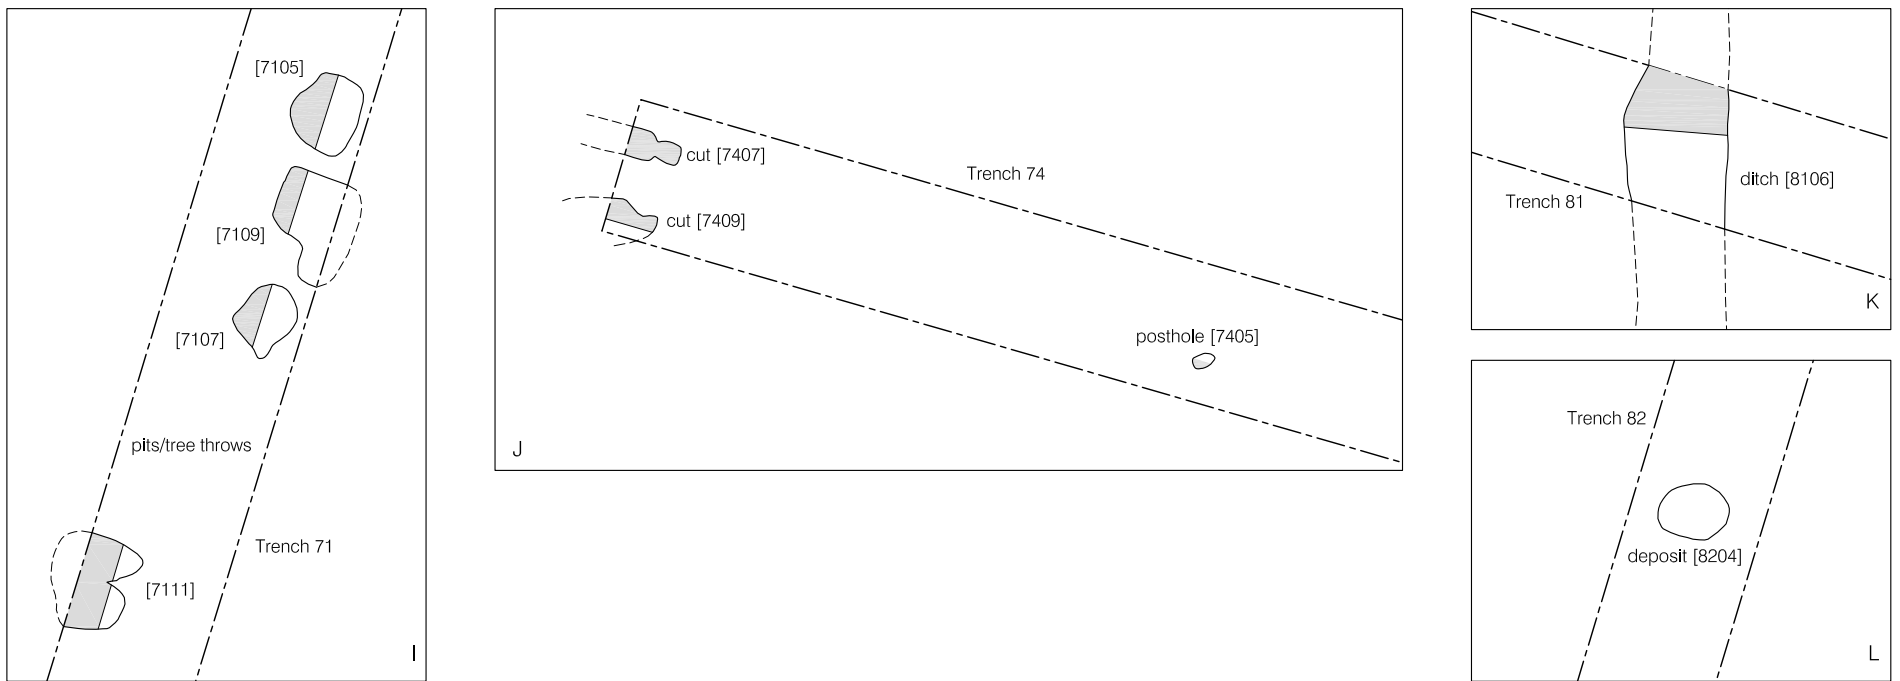 [7105]
[7109]
[7107]
pits/tree throws
Trench 71
[7111]
I
cut [7407]
Trench 74
cut [7409]
posthole [7405]
J
ditch [8106]
Trench 81
K
Trench 82
deposit [8204]
L